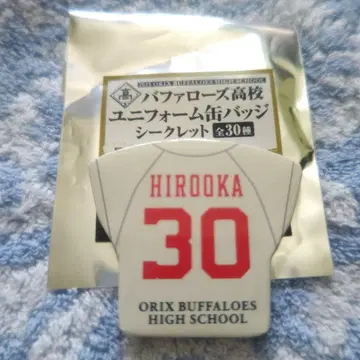 2025 ORIX BUFFALOES HIGH SCHOOL
高
バファローズ高校
ユニフォーム缶バッジ
シークレット 全30種
HIROOKA
30
ORIX BUFFALOES
HIGH SCHOOL